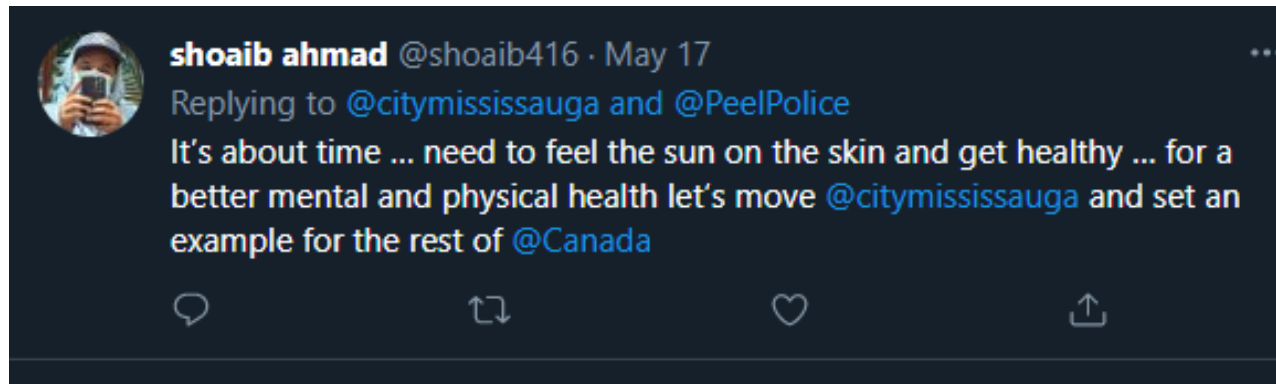 shoaib ahmad @shoaib416 · May 17
Replying to @citymississauga and @PeelPolice
It’s about time ... need to feel the sun on the skin and get healthy ... for a
better mental and physical health let’s move @citymississauga and set an
example for the rest of @Canada